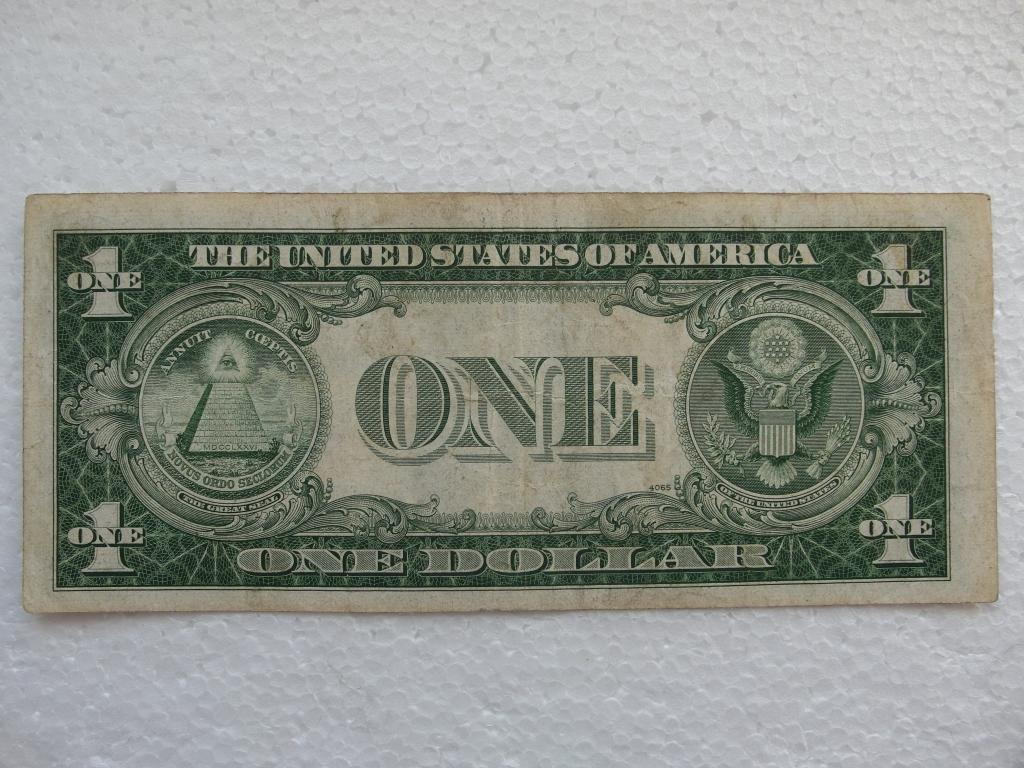 THE UNITED STATES OF AMERICA
1
ONE
1
ONE
ANNUIT CŒPTIS
MDCCLXXVI
NOVUS ORDO SECLORUM
THE GREAT SEAL
ONE
4065
OF THE UNITED STATES
1
ONE
1
ONE
ONE DOLLAR